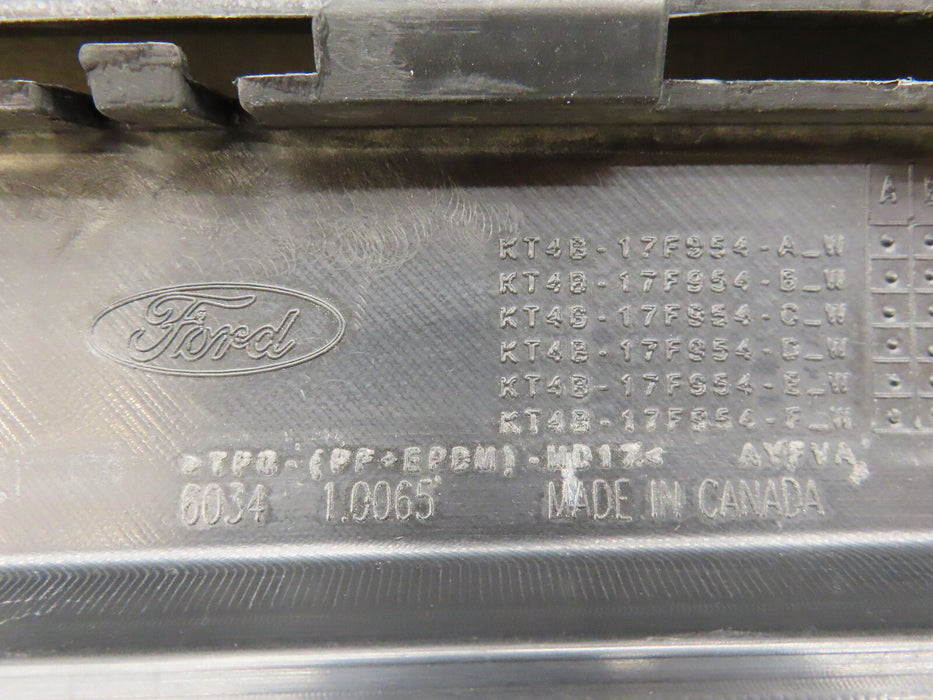 A
KT4B-17F954-A_W
KT4B-17F954-B_W
KT4B-17F954-C_W
Ford
KT4B-17F954-D_W
KT4B-17F954-E_W
KT4B-17F954-F_W
>TPO-(PP+EPDM)-MD17< AYFVA
6034 1.0065" MADE IN CANADA